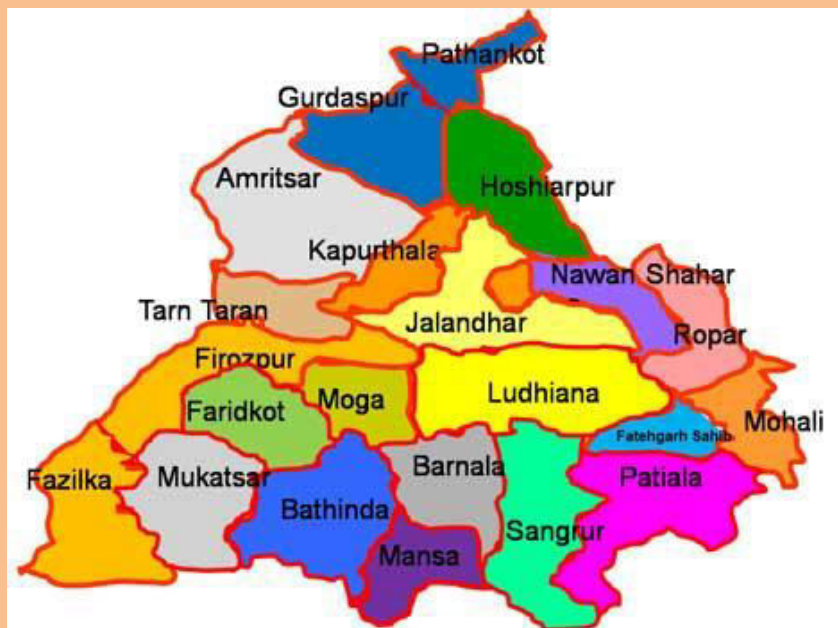 Pathankot
Gurdaspur
Amritsar
Hoshiarpur
Kapurthala
Nawan Shahar
Tarn Taran
Jalandhar
Ropar
Firozpur
Moga
Ludhiana
Faridkot
Mohali
Fatehgarh Sahib
Fazilka
Mukatsar
Barnala
Patiala
Bathinda
Sangrur
Mansa